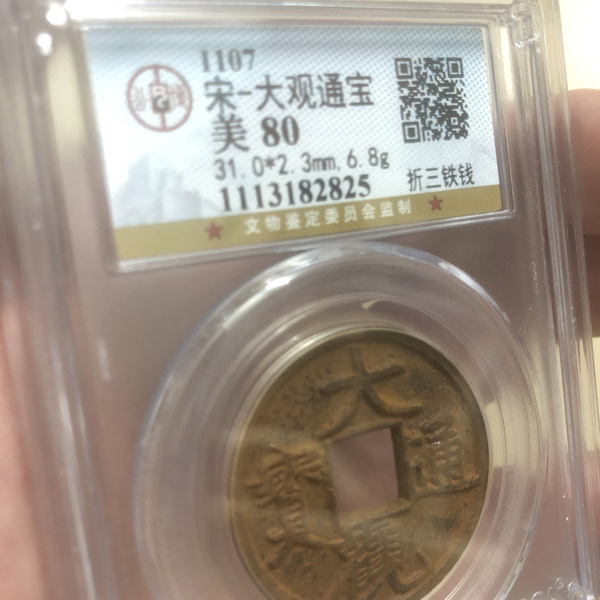 1107
宋-大观通宝
美 80
31.0*2.3mm,6.8g
折三铁钱
1113182825
★ 文物鉴定委员会监制 ★
大
通
寶
觀